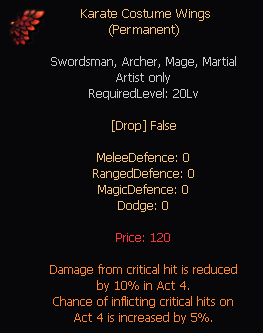 Karate Costume Wings
(Permanent)
Swordsman, Archer, Mage, Martial
Artist only
RequiredLevel: 20Lv
[Drop] False
MeleeDefence: 0
RangedDefence: 0
MagicDefence: 0
Dodge: 0
Price: 120
Damage from critical hit is reduced
by 10% in Act 4.
Chance of inflicting critical hits on
Act 4 is increased by 5%.